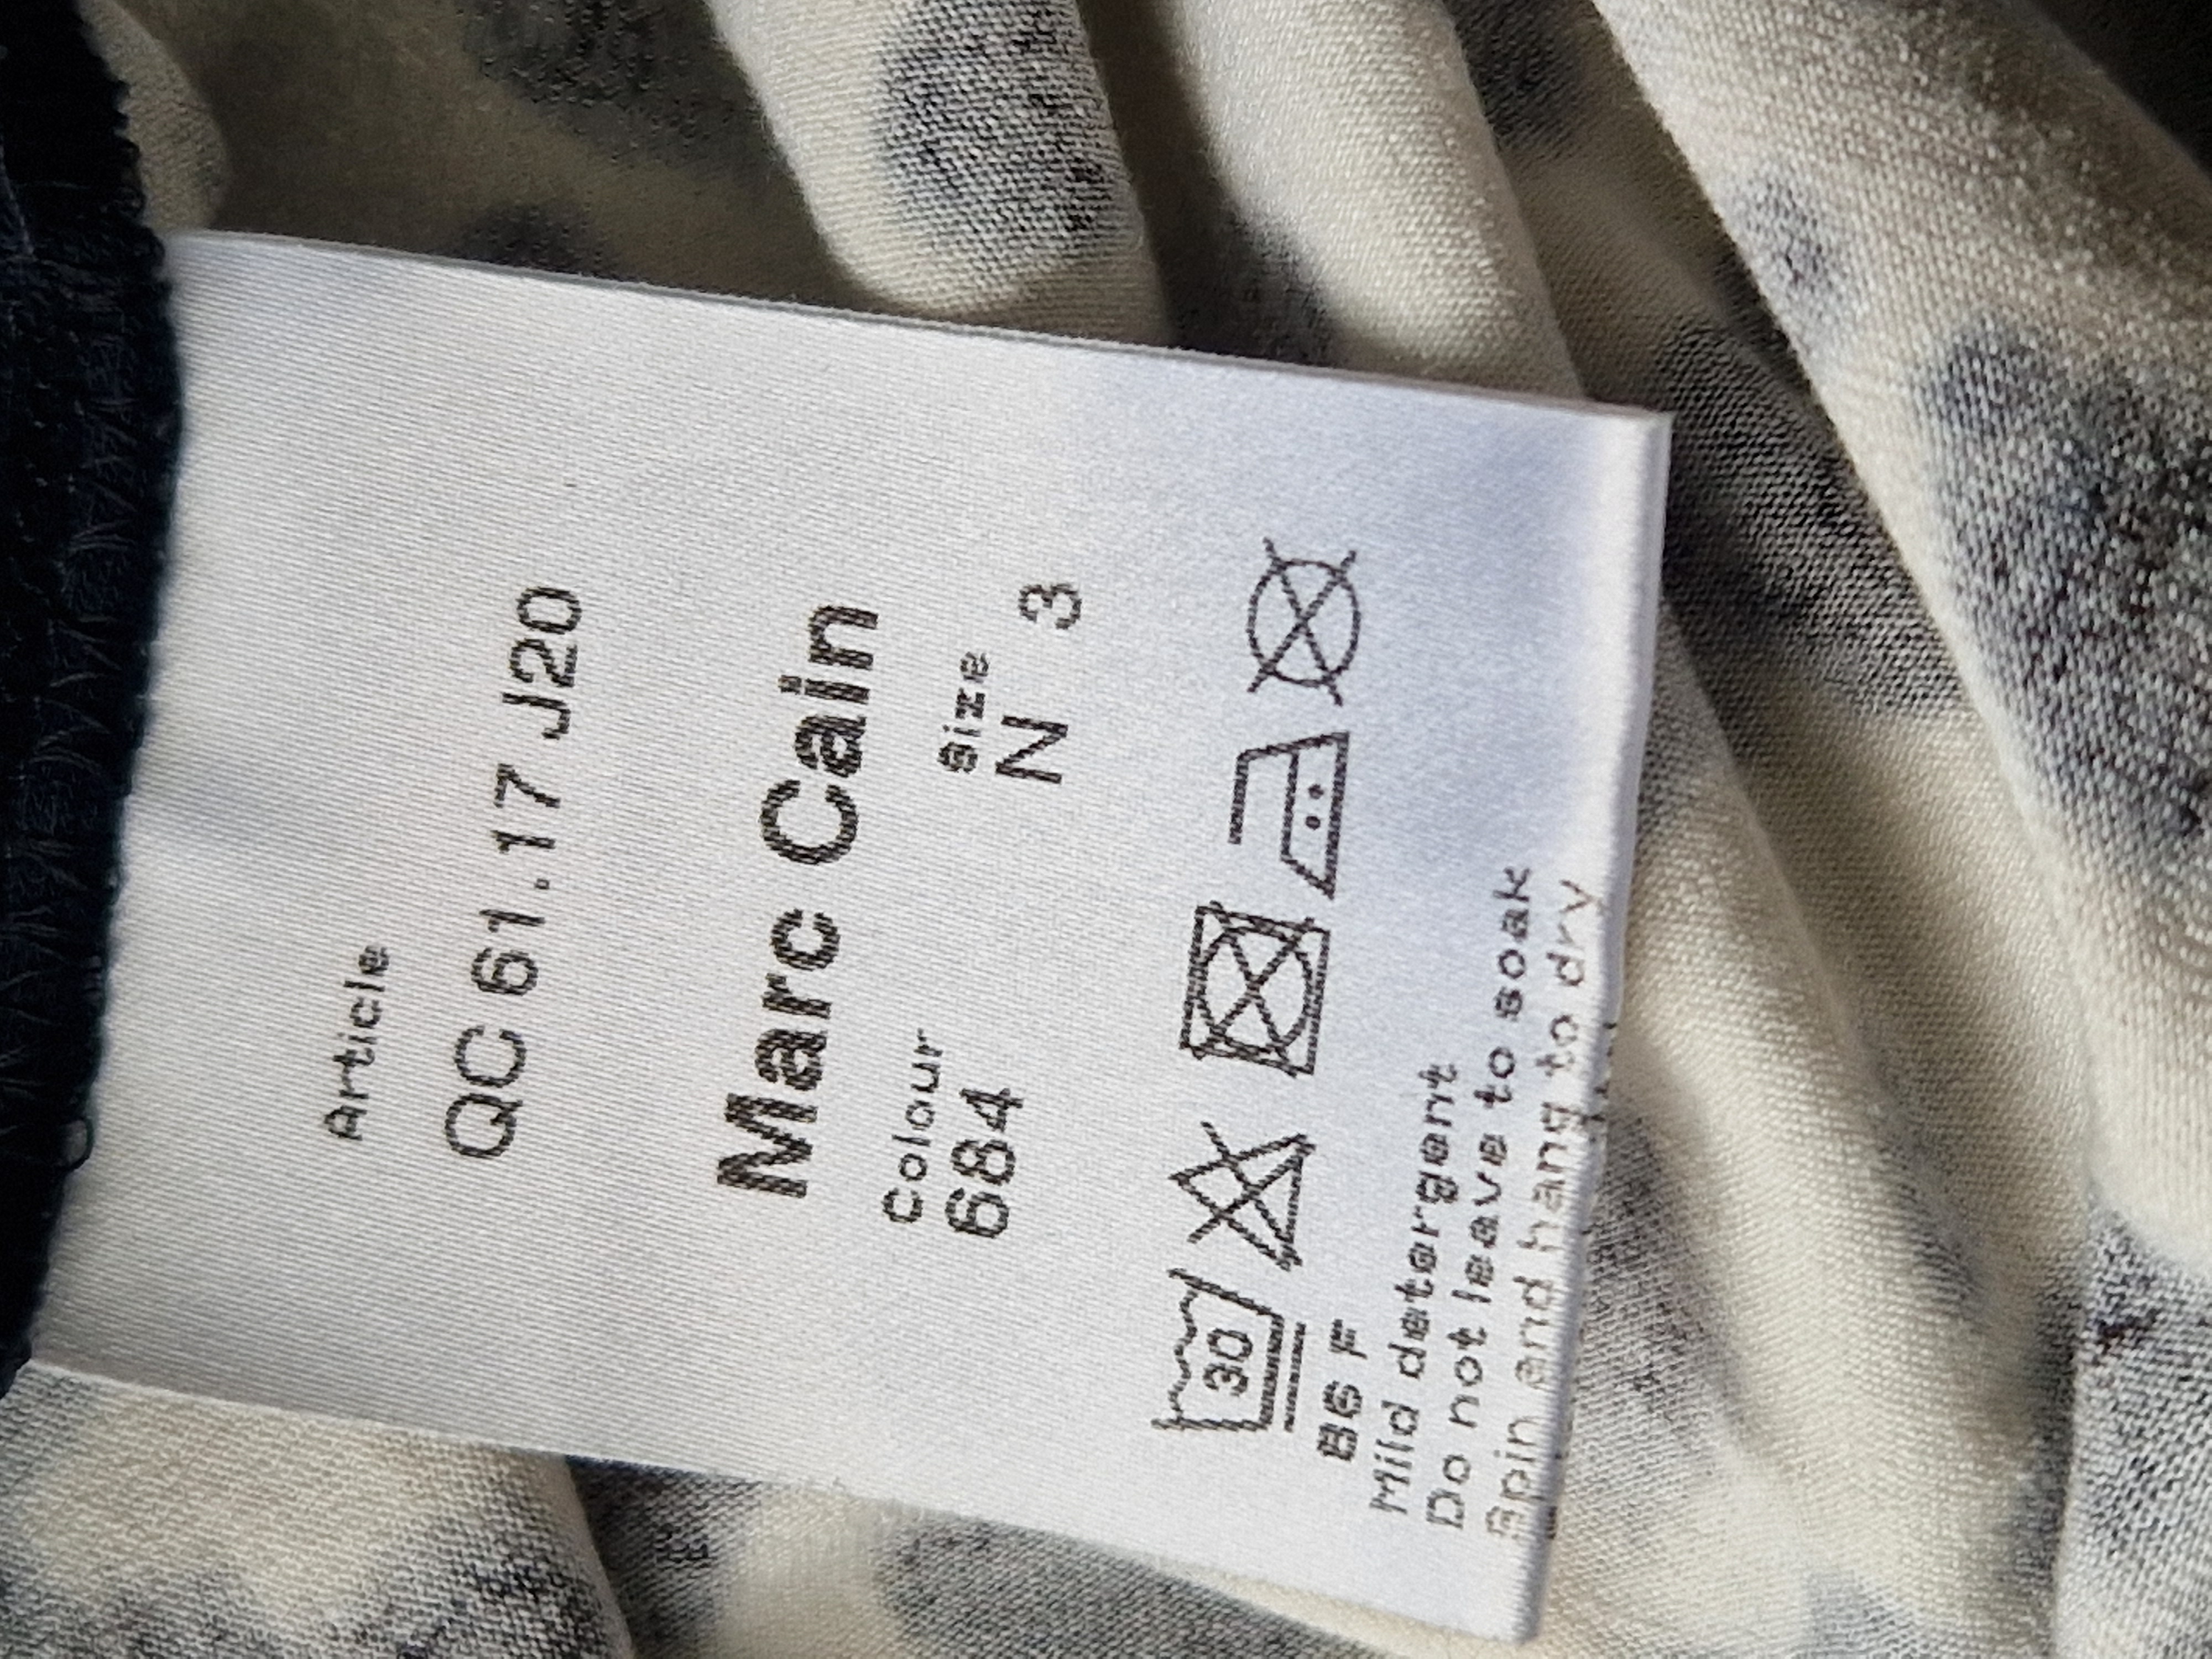 Article
QC 61.17 J20
Marc Cain
Colour Size
684 N 3
30
86 F
Mild detergent
Do not leave to soak
Spin and hang to dry